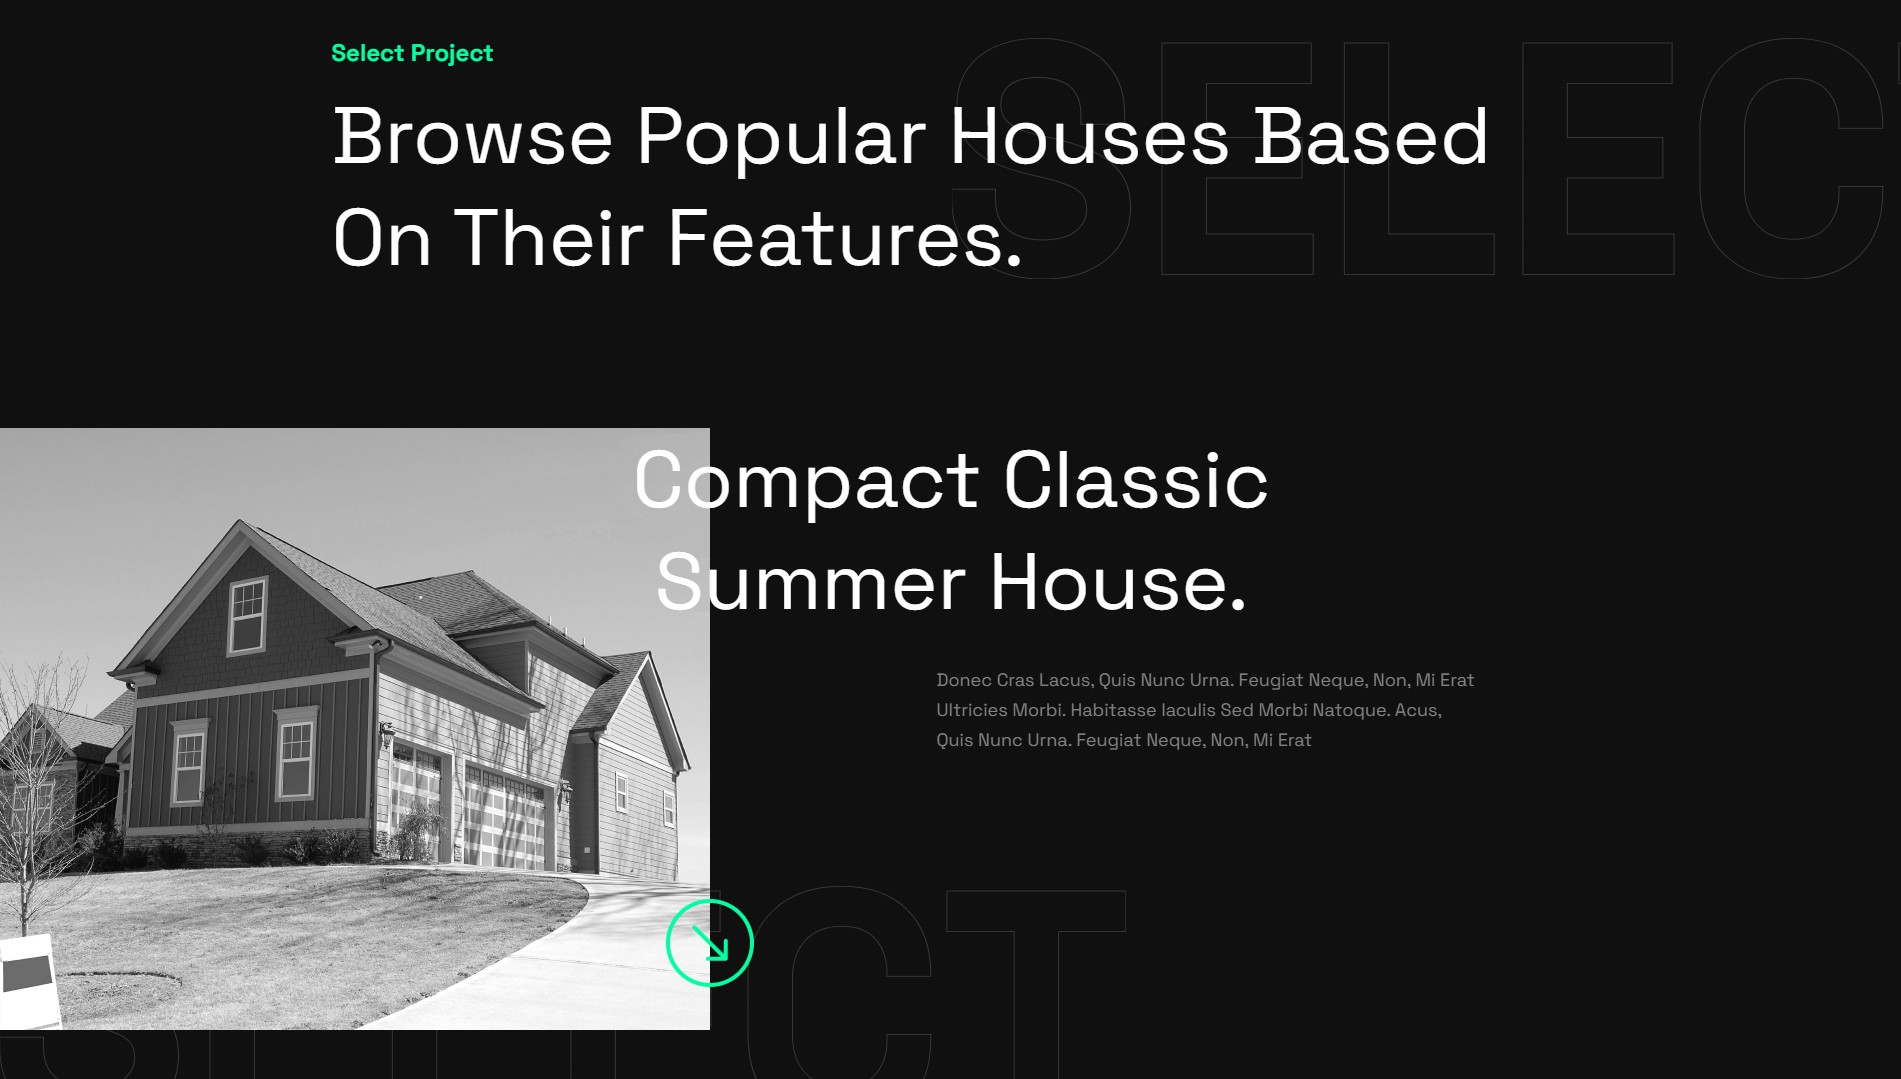 Select Project
SELEC
Browse Popular Houses Based
On Their Features.
Compact Classic
Summer House.
Donec Cras Lacus, Quis Nunc Urna. Feugiat Neque, Non, Mi Erat
Ultricies Morbi. Habitasse Iaculis Sed Morbi Natoque. Acus,
Quis Nunc Urna. Feugiat Neque, Non, Mi Erat
SELECT